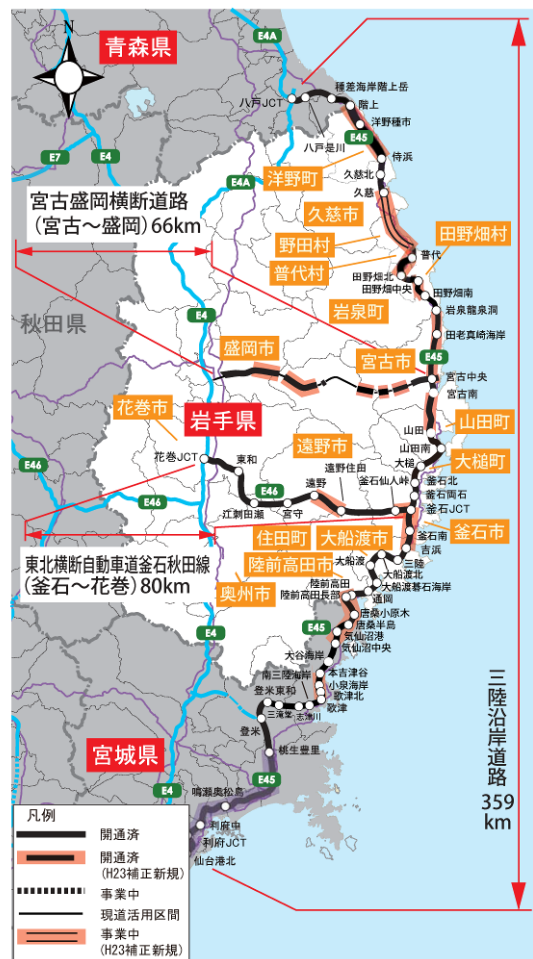 N
青森県
E4A
八戸JCT
種差海岸階上岳
階上
E45
洋野種市
八戸是川
侍浜
E7
E4
E4A
洋野町
久慈北
久慈
宮古盛岡横断道路
(宮古～盛岡)66km
久慈市
野田村
普代村
田野畑村
普代
田野畑北
田野畑中央
田野畑南
岩泉町
岩泉龍泉洞
秋田県
E4
田老真崎海岸
盛岡市
宮古市
E45
宮古中央
宮古南
花巻市
岩手県
山田町
山田
山田南
遠野市
花巻JCT
東和
大槌
大槌町
遠野
遠野住田
釜石仙人峠
釜石北
E46
E46
E46
釜石両石
釜石JCT
江刺田瀬
宮守
釜石市
釜石南
東北横断自動車道釜石秋田線
(釜石～花巻)80km
住田町
大船渡市
吉浜
大船渡
三陸
陸前高田市
大船渡北
奥州市
陸前高田
大船渡碁石海岸
陸前高田長部
通岡
唐桑小原木
E4
E45
唐桑半島
気仙沼港
気仙沼中央
大谷海岸
三陸沿岸道路
359
km
南三陸海岸
本吉津谷
小泉海岸
登米東和
歌津北
三滝堂
志津川
歌津
登米
宮城県
桃生豊里
E4
E45
鳴瀬奥松島
利府中
利府JCT
仙台港北
凡例
開通済
開通済
(H23補正新規)
事業中
現道活用区間
事業中
(H23補正新規)